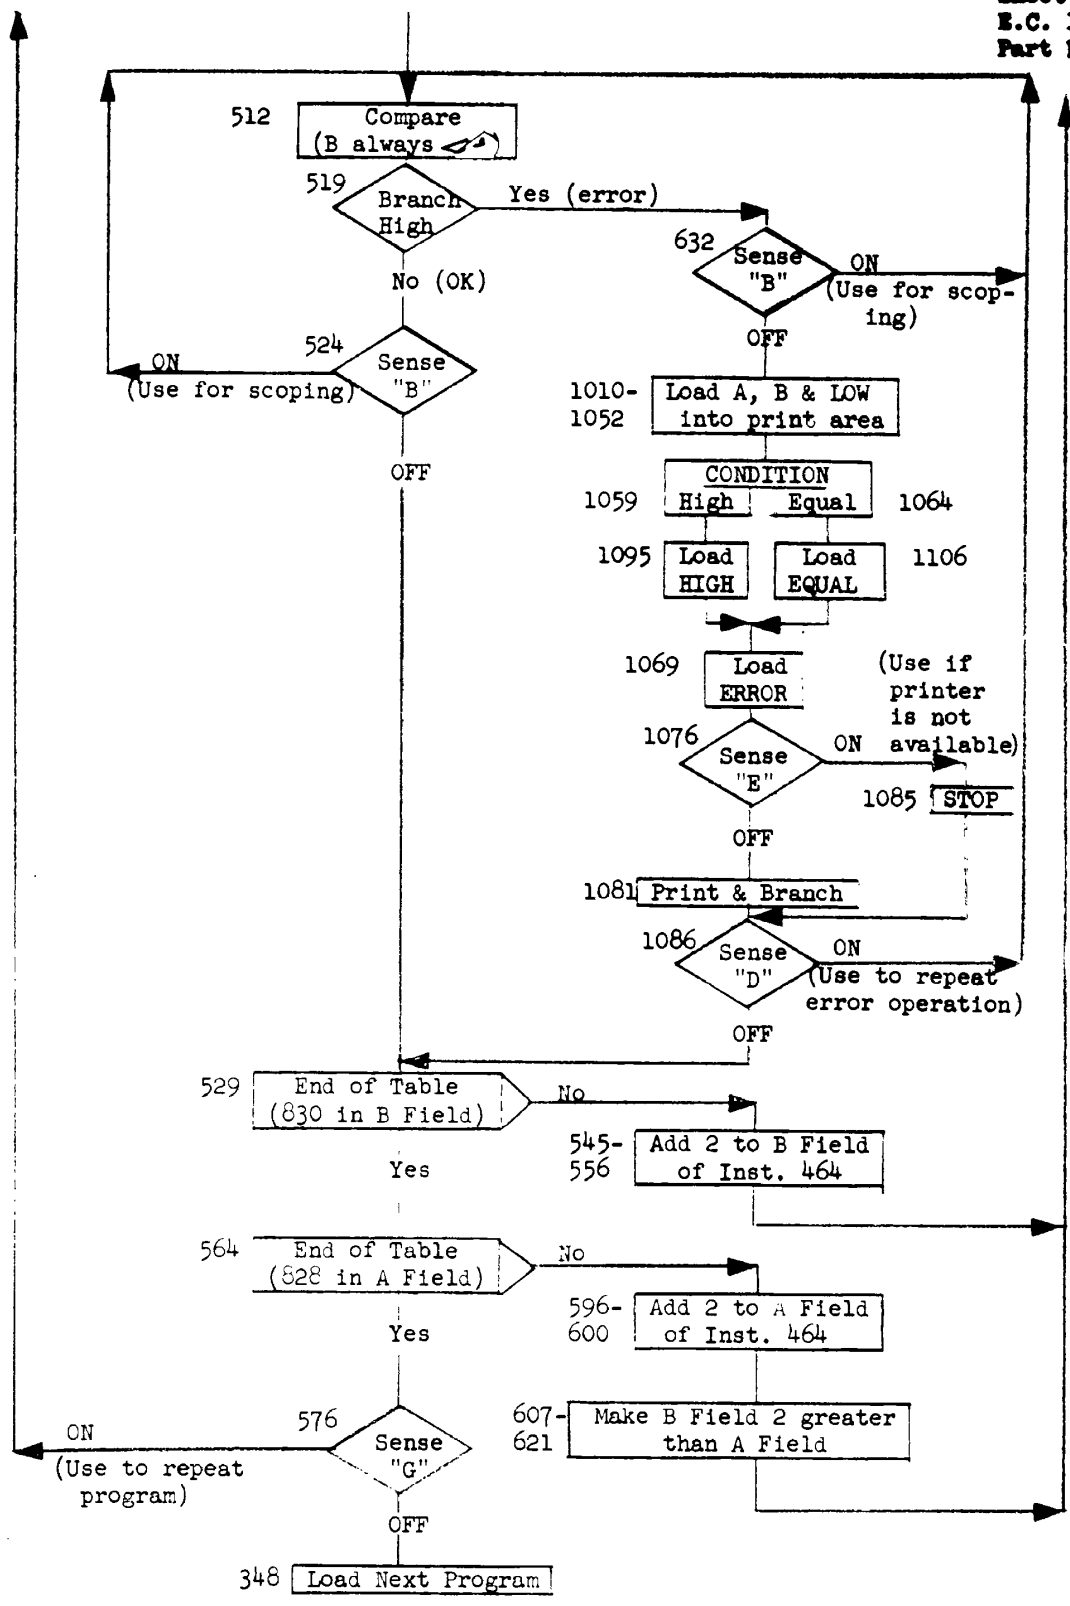 E.C.
Part
512
Compare
(B always
519
Branch
High
Yes (error)
632
Sense
"B"
ON
(Use for scop-
ing)
No (OK)
OFF
524
Sense
"B"
ON
(Use for scoping)
OFF
1010-
1052
Load A, B & LOW
into print area
CONDITION
1059
High
Equal
1064
1095
Load
HIGH
Load
EQUAL
1106
1069
Load
ERROR
(Use if
printer
is not
available)
1076
Sense
"E"
ON
1085
STOP
OFF
1081
Print & Branch
1086
Sense
"D"
ON
(Use to repeat
error operation)
OFF
529
End of Table
(830 in B Field)
No
545-
556
Add 2 to B Field
of Inst. 464
Yes
564
End of Table
(828 in A Field)
No
596-
600
Add 2 to A Field
of Inst. 464
Yes
607-
621
Make B Field 2 greater
than A Field
576
Sense
"G"
ON
(Use to repeat
program)
OFF
348
Load Next Program